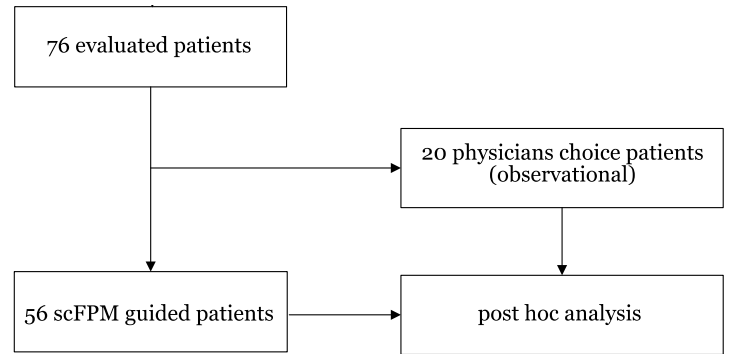 76 evaluated patients
20 physicians choice patients
(observational)
56 scFPM guided patients
post hoc analysis